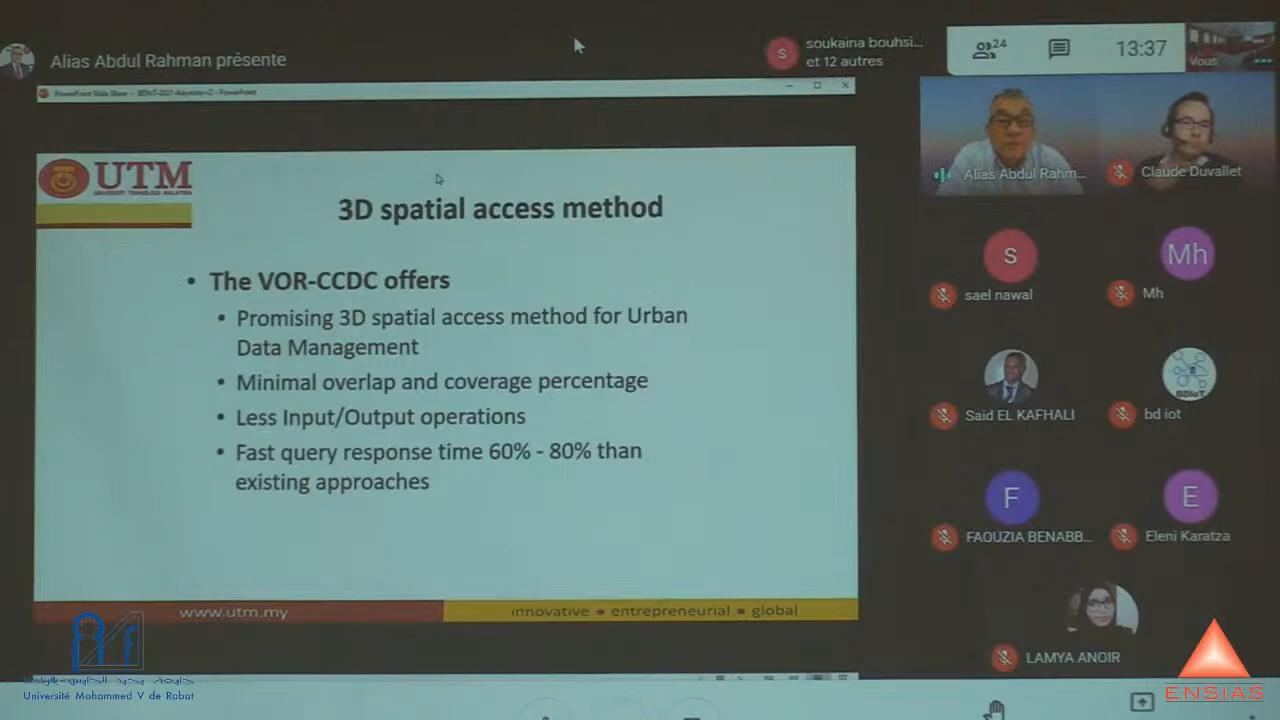 Alias Abdul Rahman présente
soukaina bouhsi...
et 12 autres
24
13:37
Vous
UTM
UNIVERSITI TEKNOLOGI MALAYSIA
3D spatial access method
• The VOR-CCDC offers
• Promising 3D spatial access method for Urban
Data Management
• Minimal overlap and coverage percentage
• Less Input/Output operations
• Fast query response time 60% - 80% than
existing approaches
www.utm.my
innovative • entrepreneurial • global
Alias Abdul Rahm...
Claude Duvallet
S
sael nawal
Mh
Mh
Said EL KAFHALI
BDIoT
bd iot
F
FAOUZIA BENABB...
E
Eleni Karatza
LAMYA ANOIR
Université Mohammed V de Rabat
ENSIAS